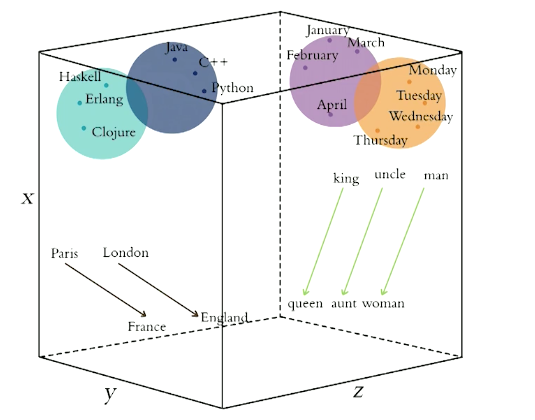 January
Java
March
February
C++
Monday
Haskell
Python
Erlang
Tuesday
April
Wednesday
Clojure
Thursday
king
uncle
man
x
Paris
London
queen
aunt
woman
France
England
y
z